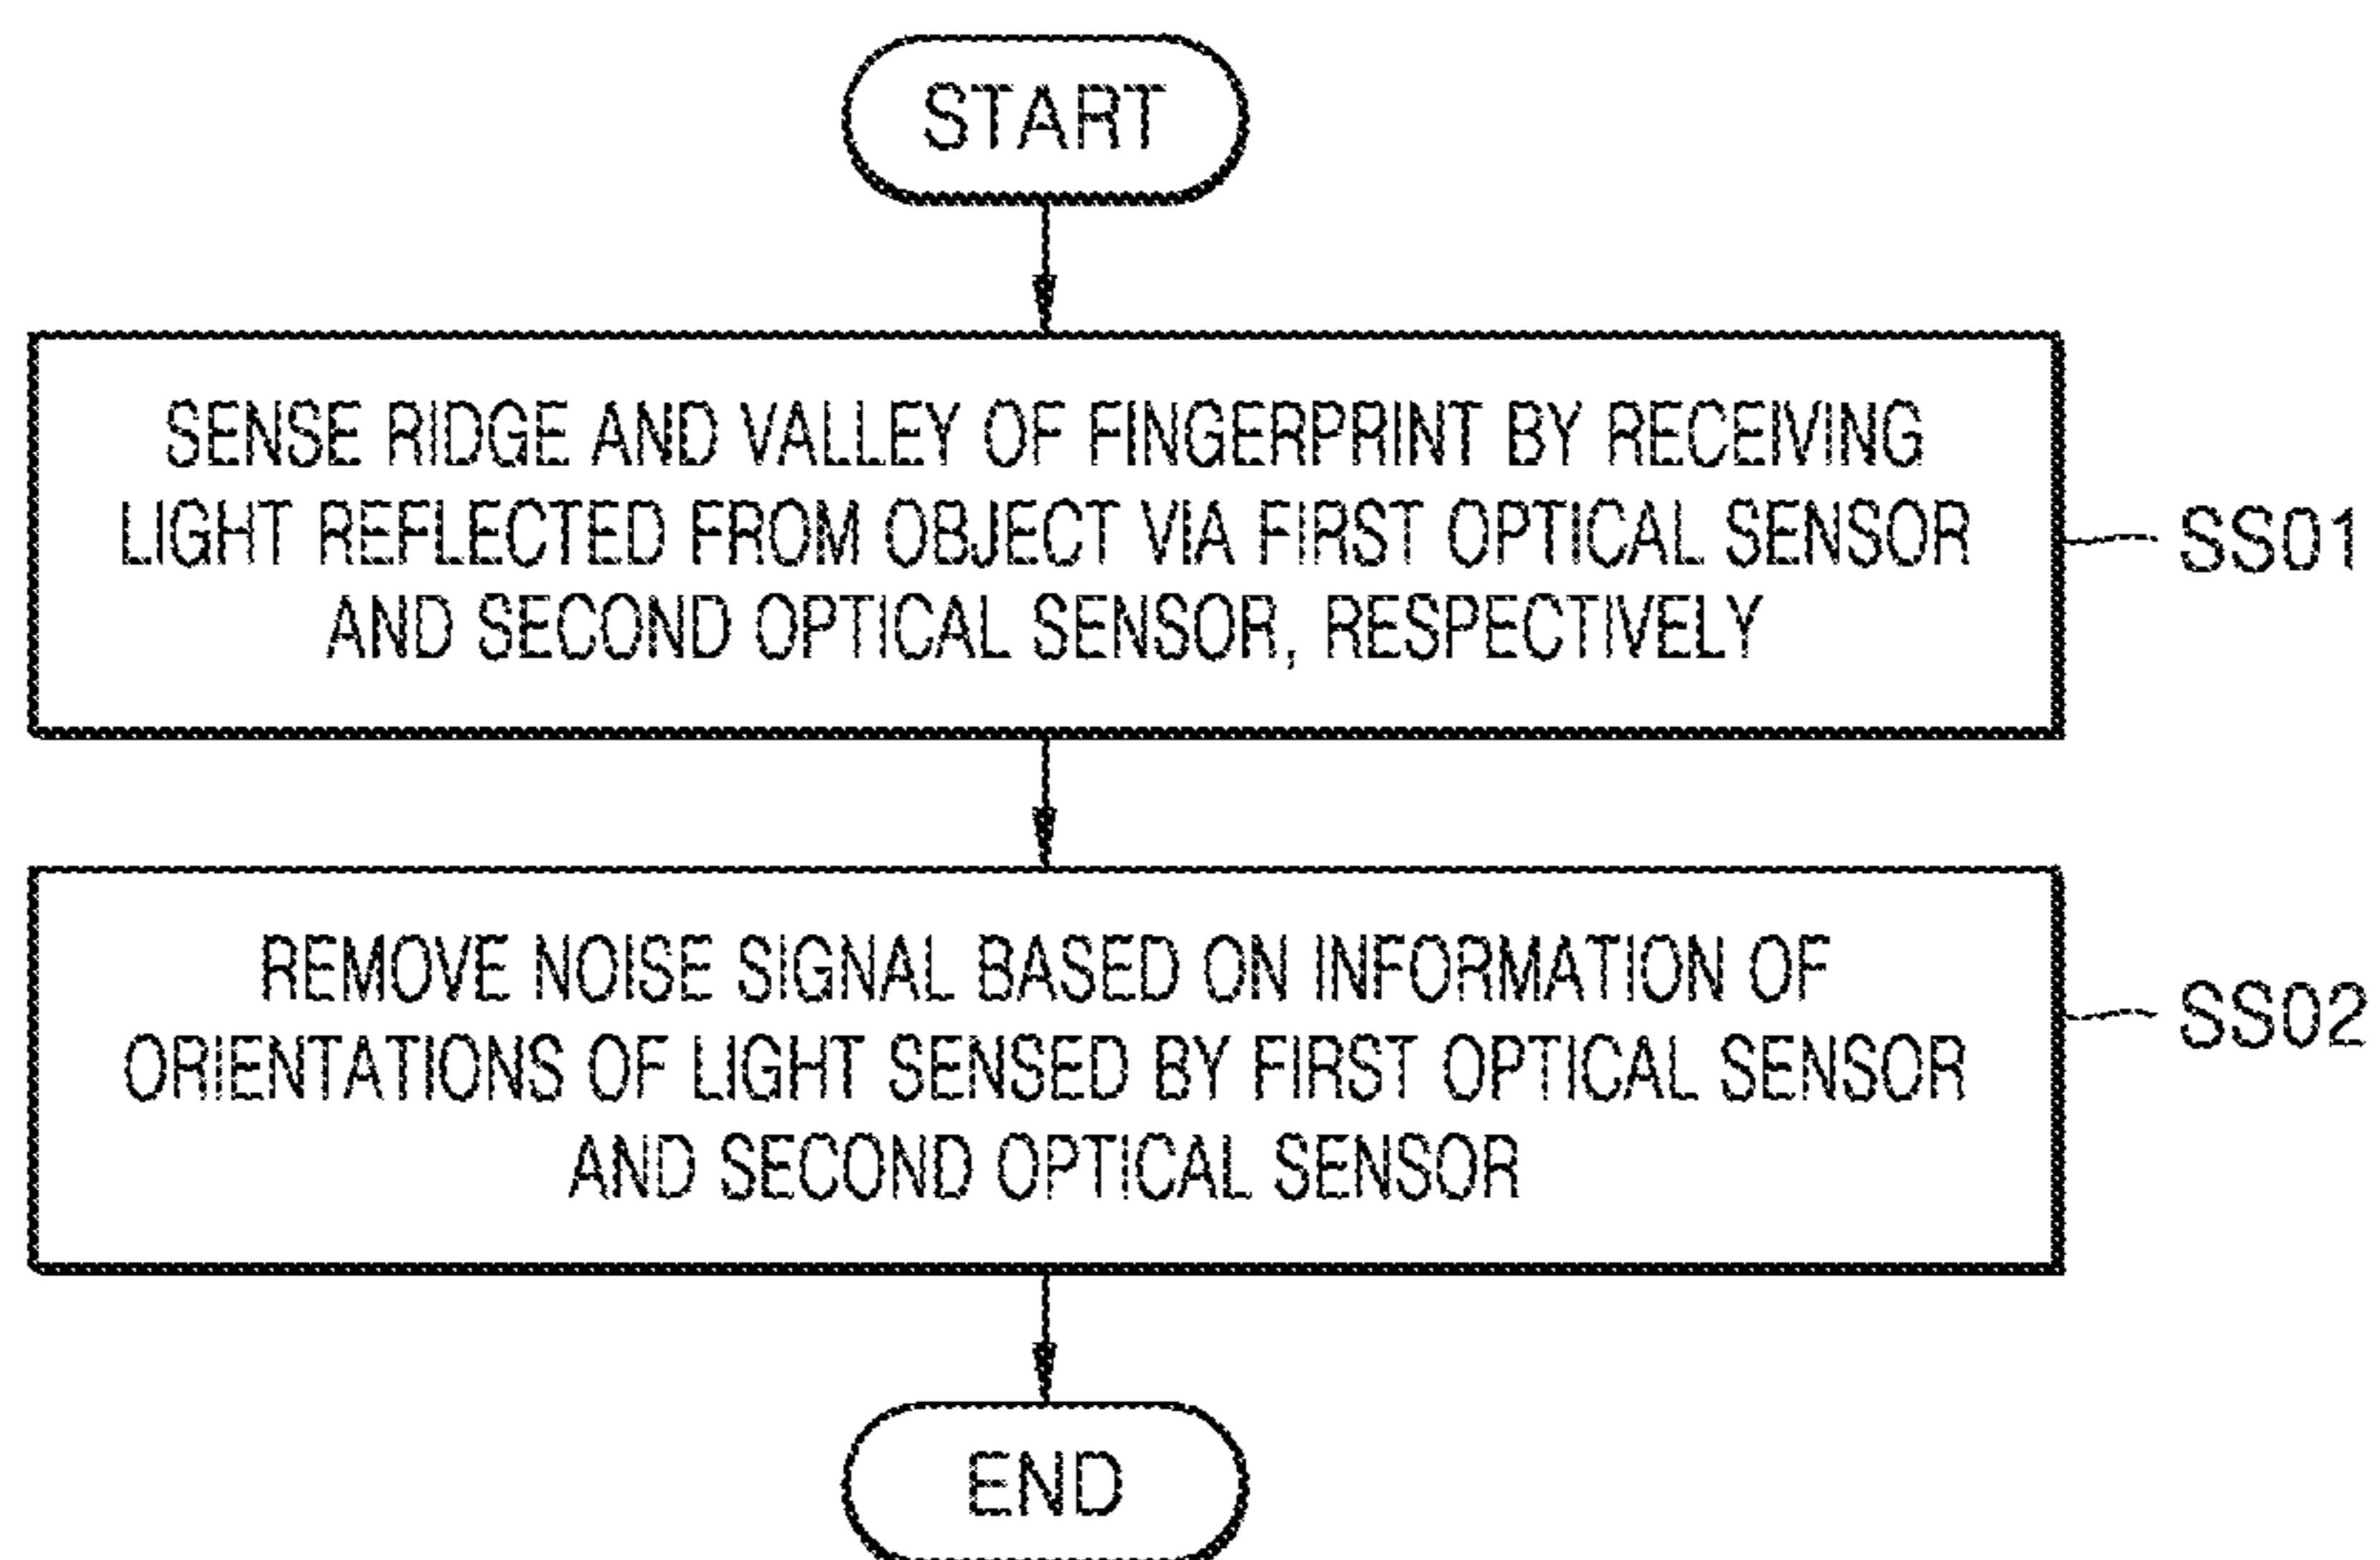 START
SENSE RIDGE AND VALLEY OF FINGERPRINT BY RECEIVING
LIGHT REFLECTED FROM OBJECT VIA FIRST OPTICAL SENSOR
AND SECOND OPTICAL SENSOR, RESPECTIVELY
SS01
REMOVE NOISE SIGNAL BASED ON INFORMATION OF
ORIENTATIONS OF LIGHT SENSED BY FIRST OPTICAL SENSOR
AND SECOND OPTICAL SENSOR
SS02
END